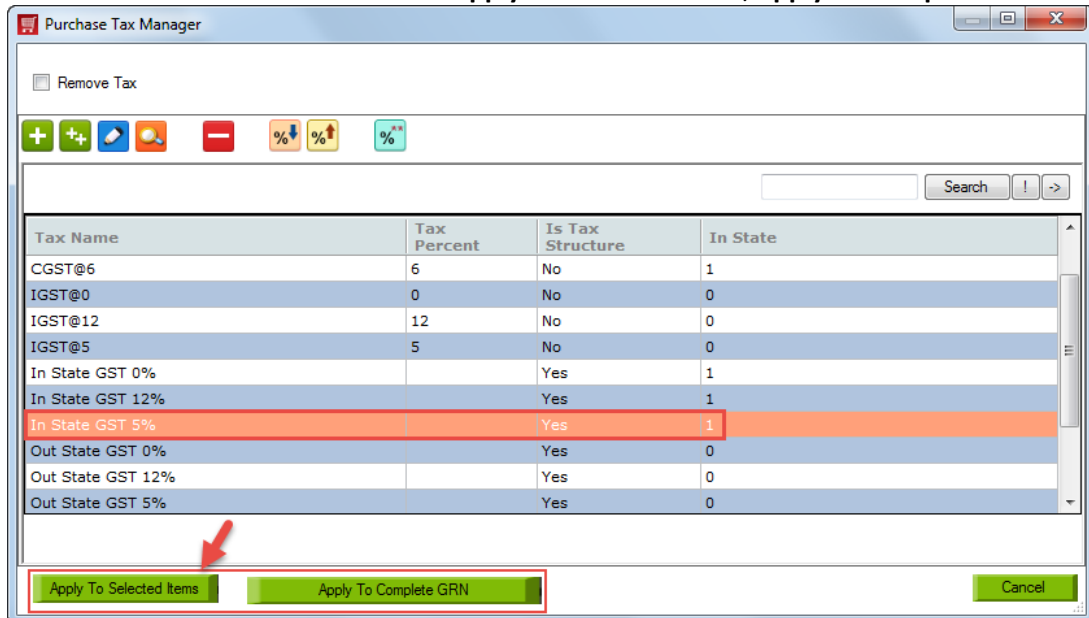 Purchase Tax Manager
Remove Tax
Search ! ->
Tax Name Tax Percent Is Tax Structure In State
CGST@6 6 No 1
IGST@0 0 No 0
IGST@12 12 No 0
IGST@5 5 No 0
In State GST 0% Yes 1
In State GST 12% Yes 1
In State GST 5% Yes 1
Out State GST 0% Yes 0
Out State GST 12% Yes 0
Out State GST 5% Yes 0
Apply To Selected Items Apply To Complete GRN Cancel